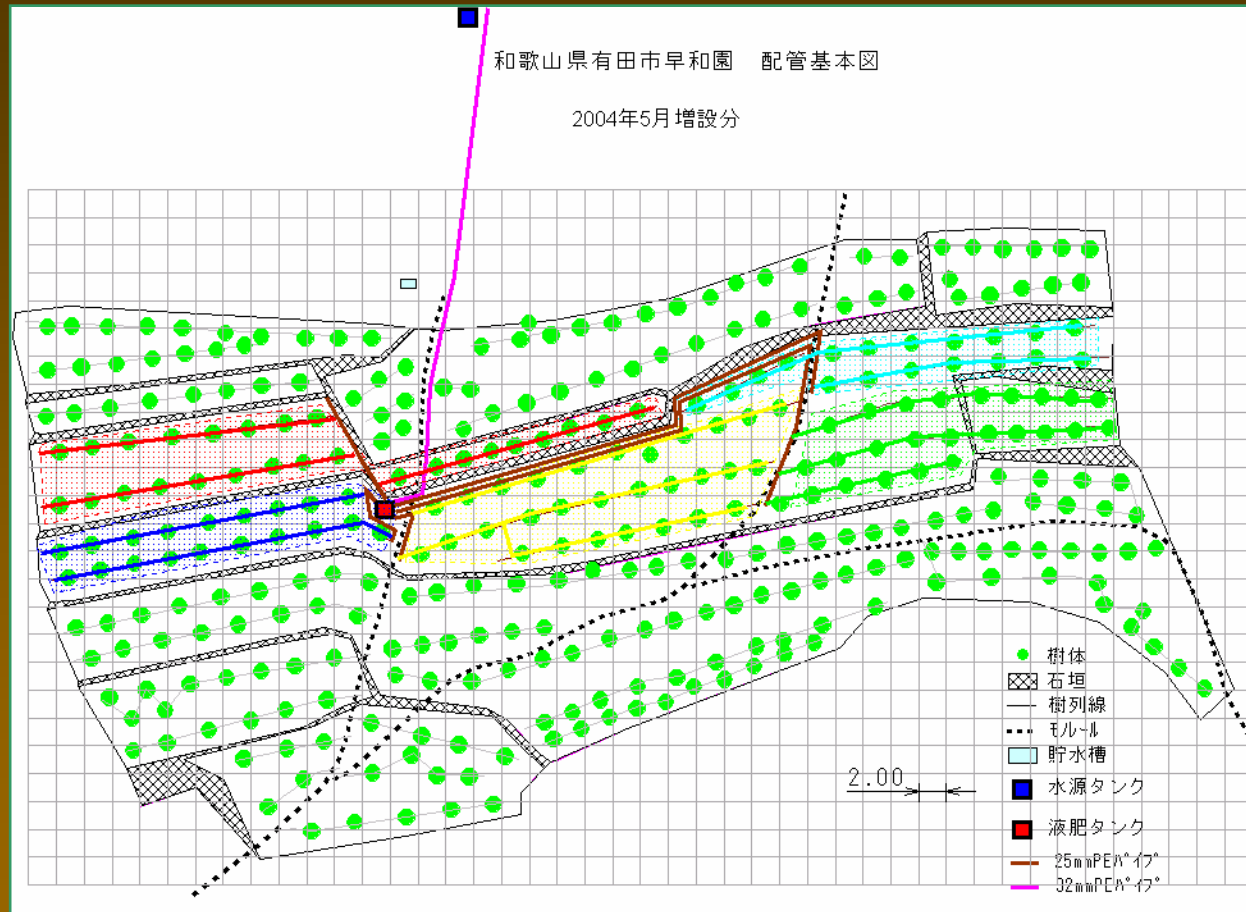 和歌山県有田市早和園　配管基本図
2004年5月増設分
樹体
石垣
樹列線
モノレール
貯水槽
2.00
水源タンク
液肥タンク
25mmPEパイプ
32mmPEパイプ